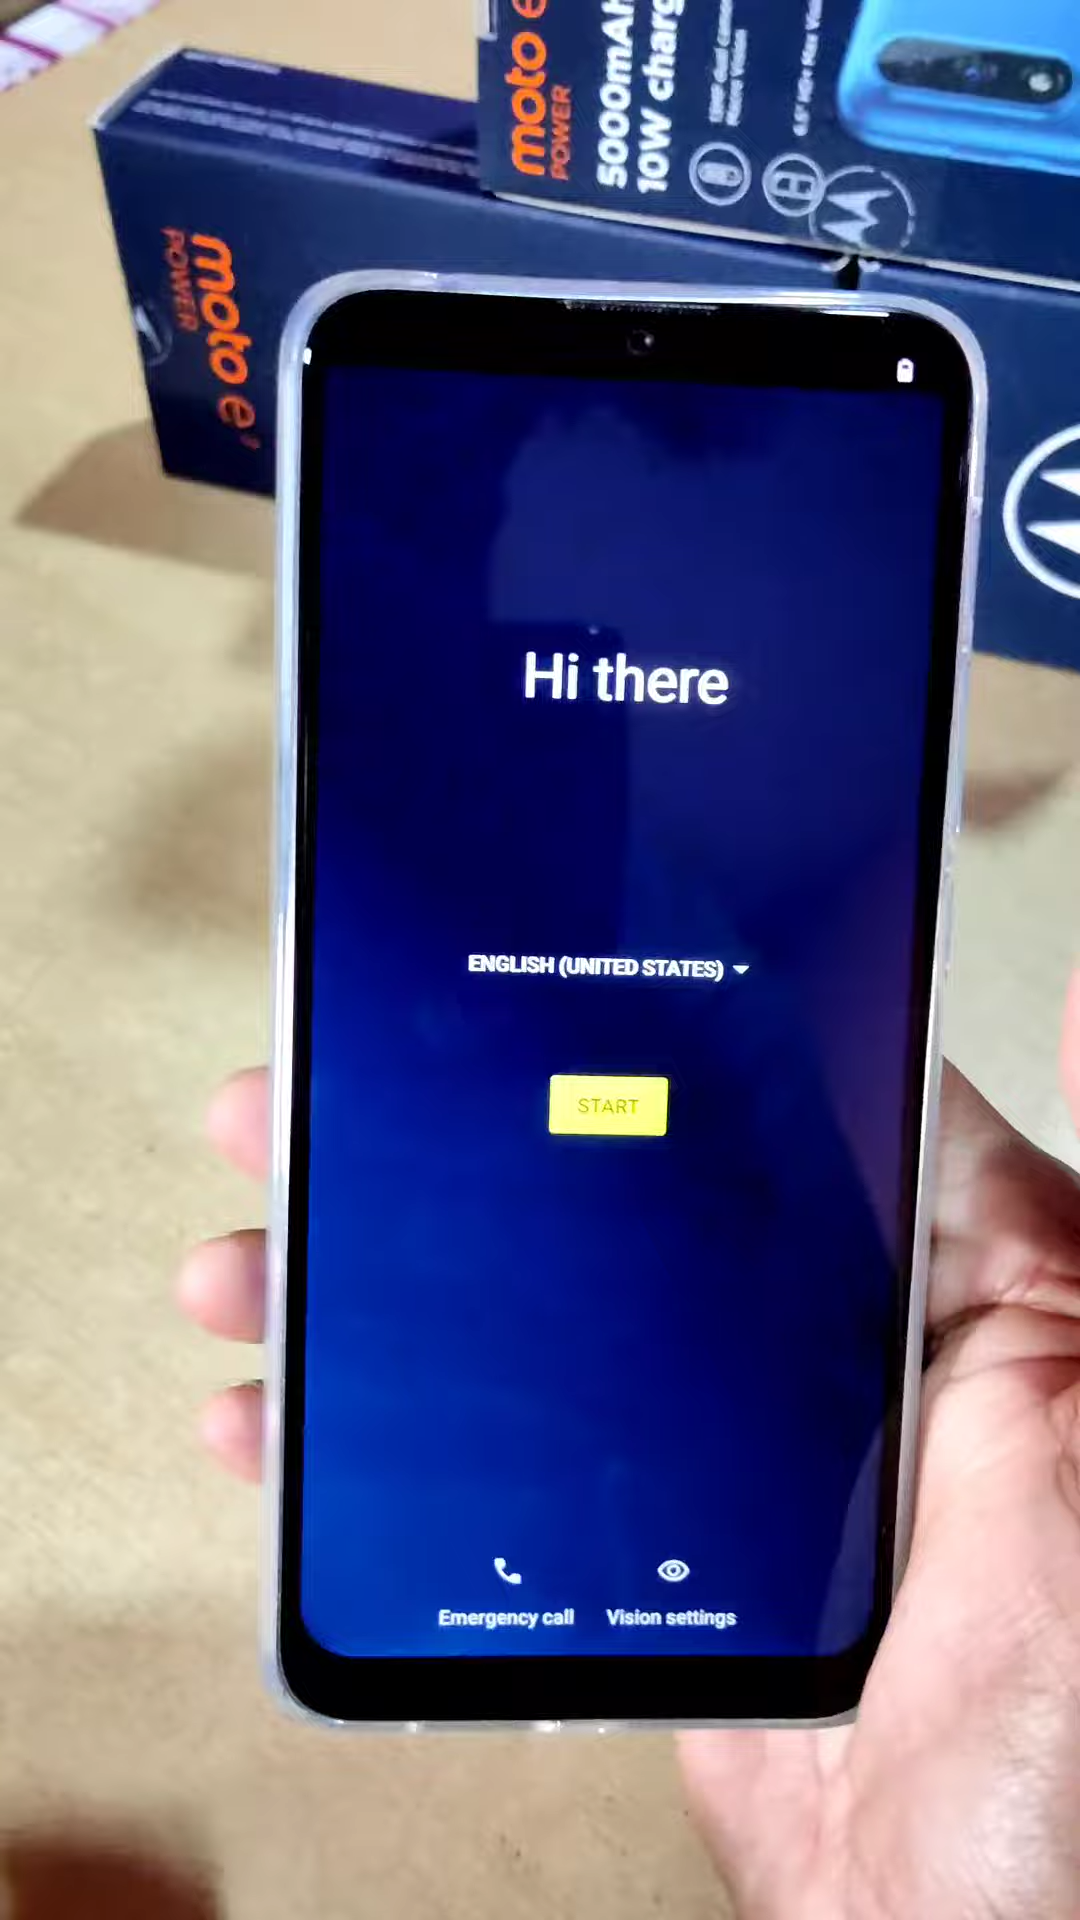 moto e
POWER
5000mAh
10W charg
moto e
POWER
Hi there
ENGLISH (UNITED STATES)
START
Emergency call
Vision settings